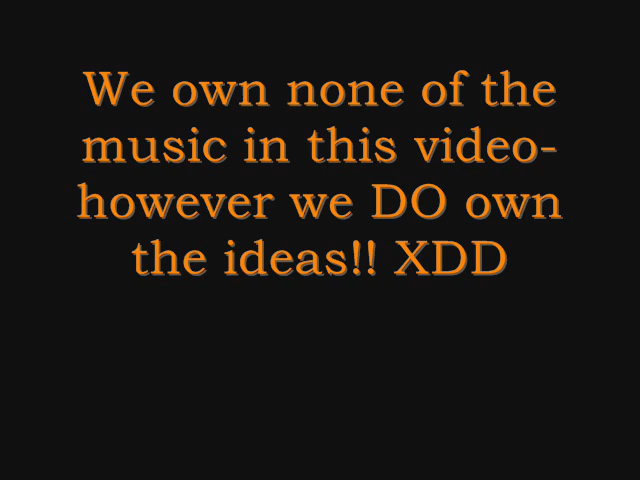 We own none of the
music in this video-
however we DO own
the ideas!! XDD